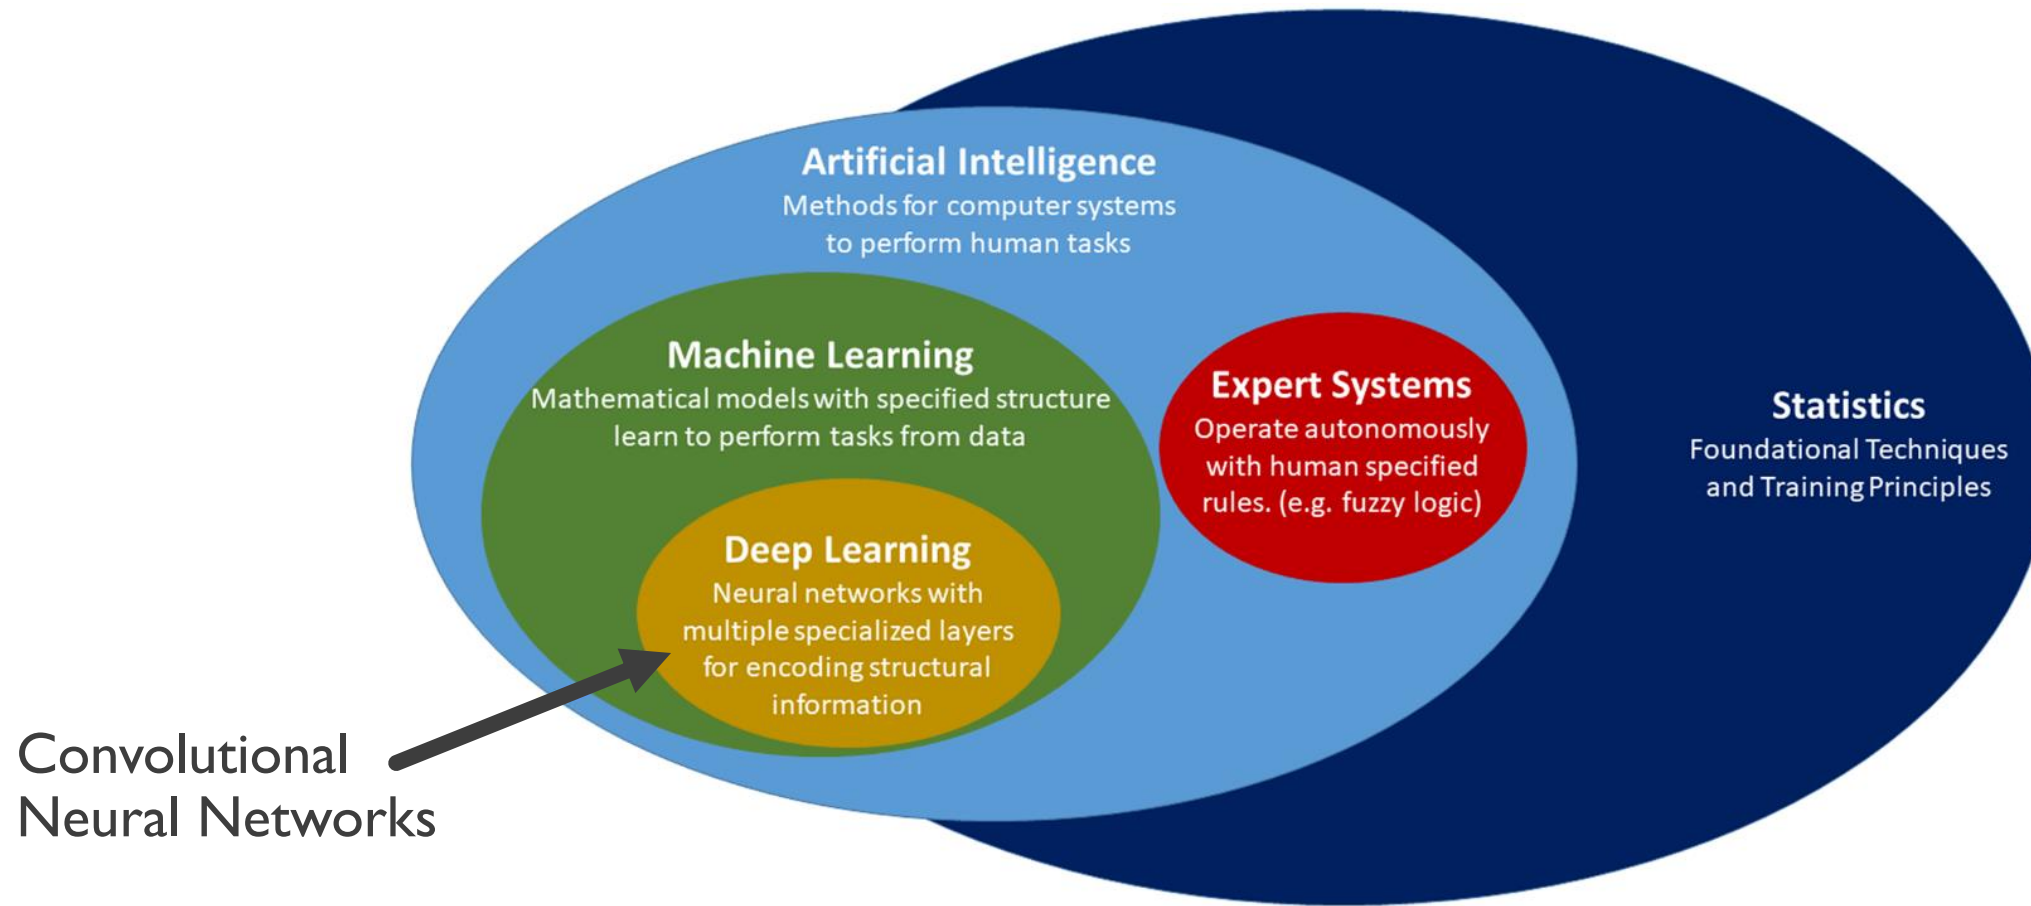 Artificial Intelligence
Methods for computer systems
to perform human tasks
Machine Learning
Mathematical models with specified structure
learn to perform tasks from data
Expert Systems
Operate autonomously
with human specified
rules. (e.g. fuzzy logic)
Statistics
Foundational Techniques
and Training Principles
Deep Learning
Neural networks with
multiple specialized layers
for encoding structural
information
Convolutional
Neural Networks